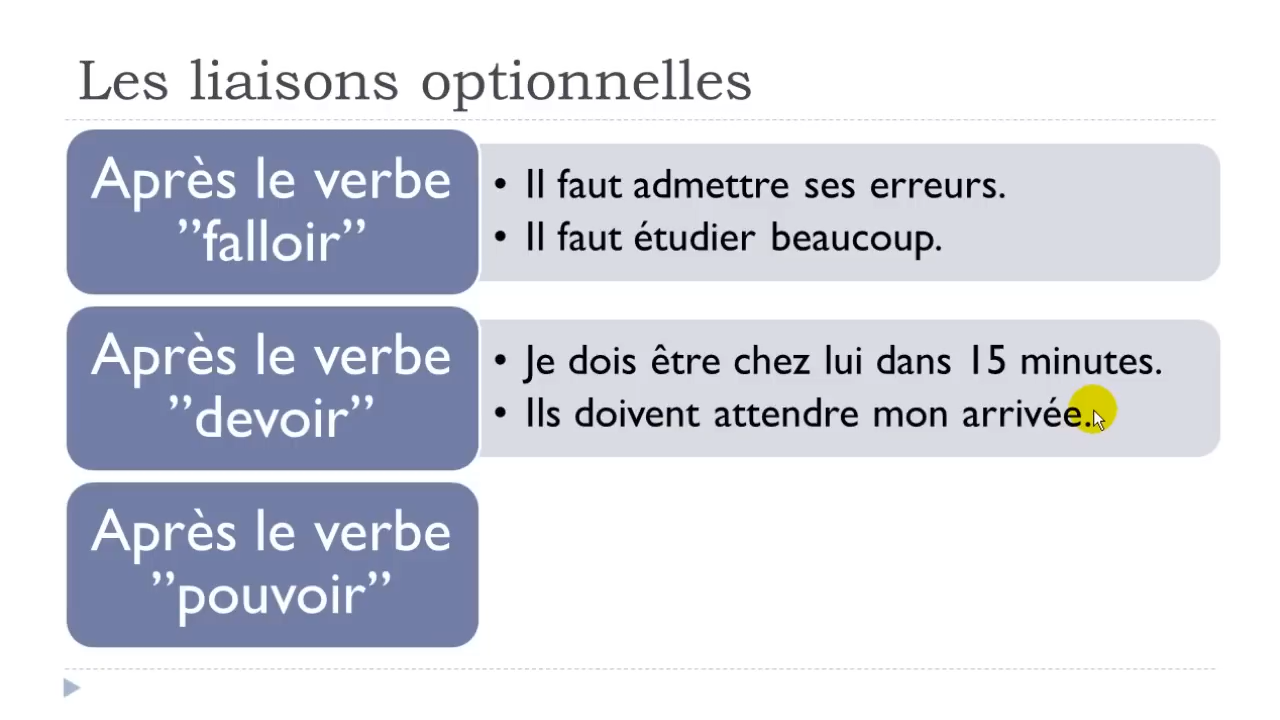 Les liaisons optionnelles
Après le verbe
”falloir”
• Il faut admettre ses erreurs.
• Il faut étudier beaucoup.
Après le verbe
”devoir”
• Je dois être chez lui dans 15 minutes.
• Ils doivent attendre mon arrivée.
Après le verbe
”pouvoir”